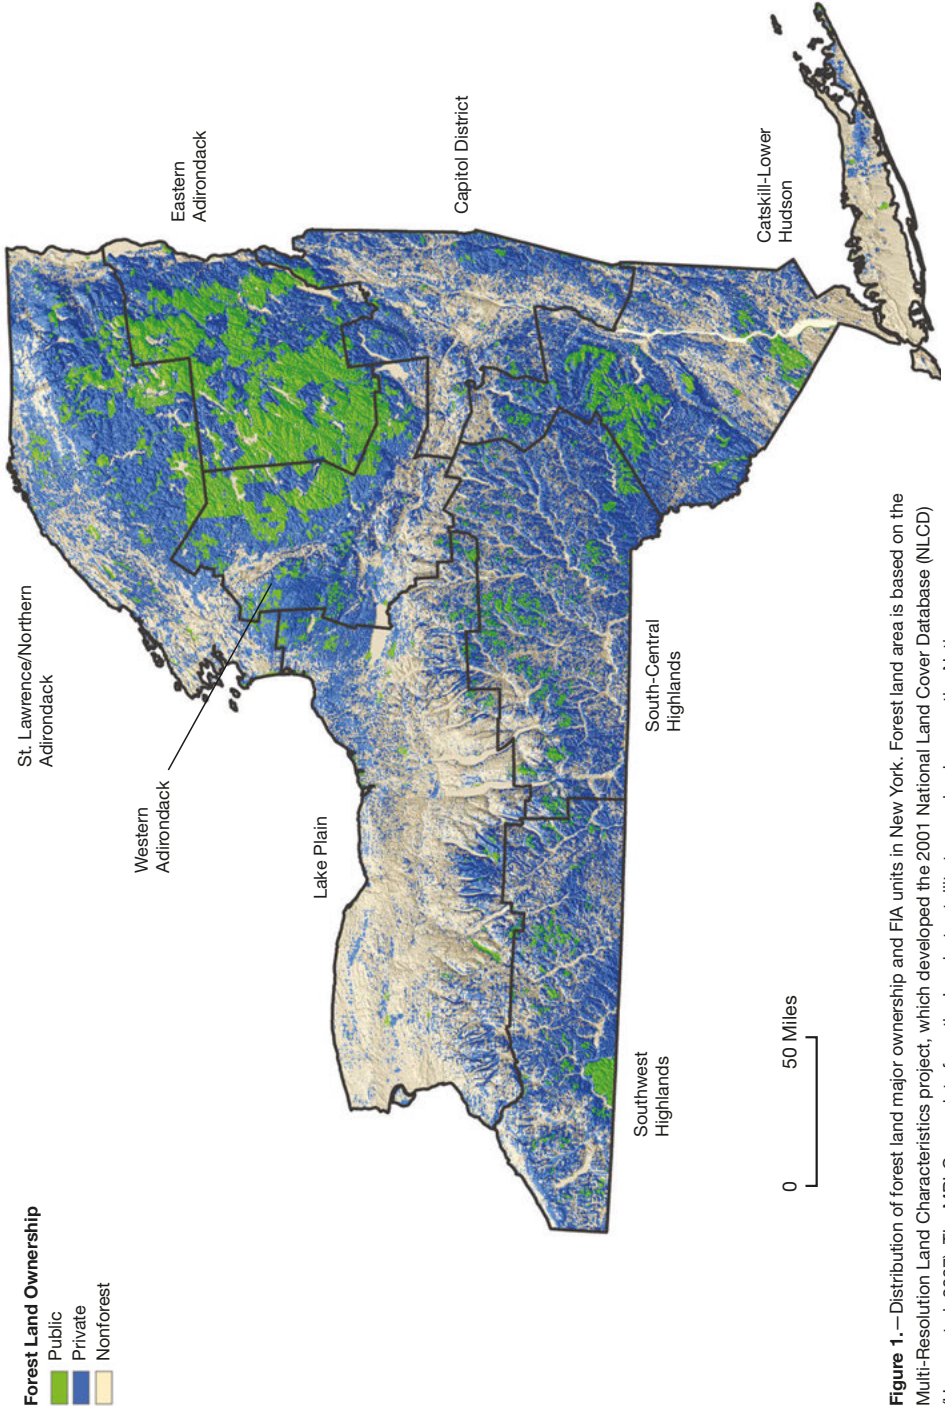 Forest Land Ownership
Public
Private
Nonforest
St. Lawrence/Northern
Adirondack
Western
Adirondack
Eastern
Adirondack
Lake Plain
Capitol District
Southwest
Highlands
South-Central
Highlands
Catskill-Lower
Hudson
0 50 Miles
Figure 1.—Distribution of forest land major ownership and FIA units in New York. Forest land area is based on the
Multi-Resolution Land Characteristics project, which developed the 2001 National Land Cover Database (NLCD)